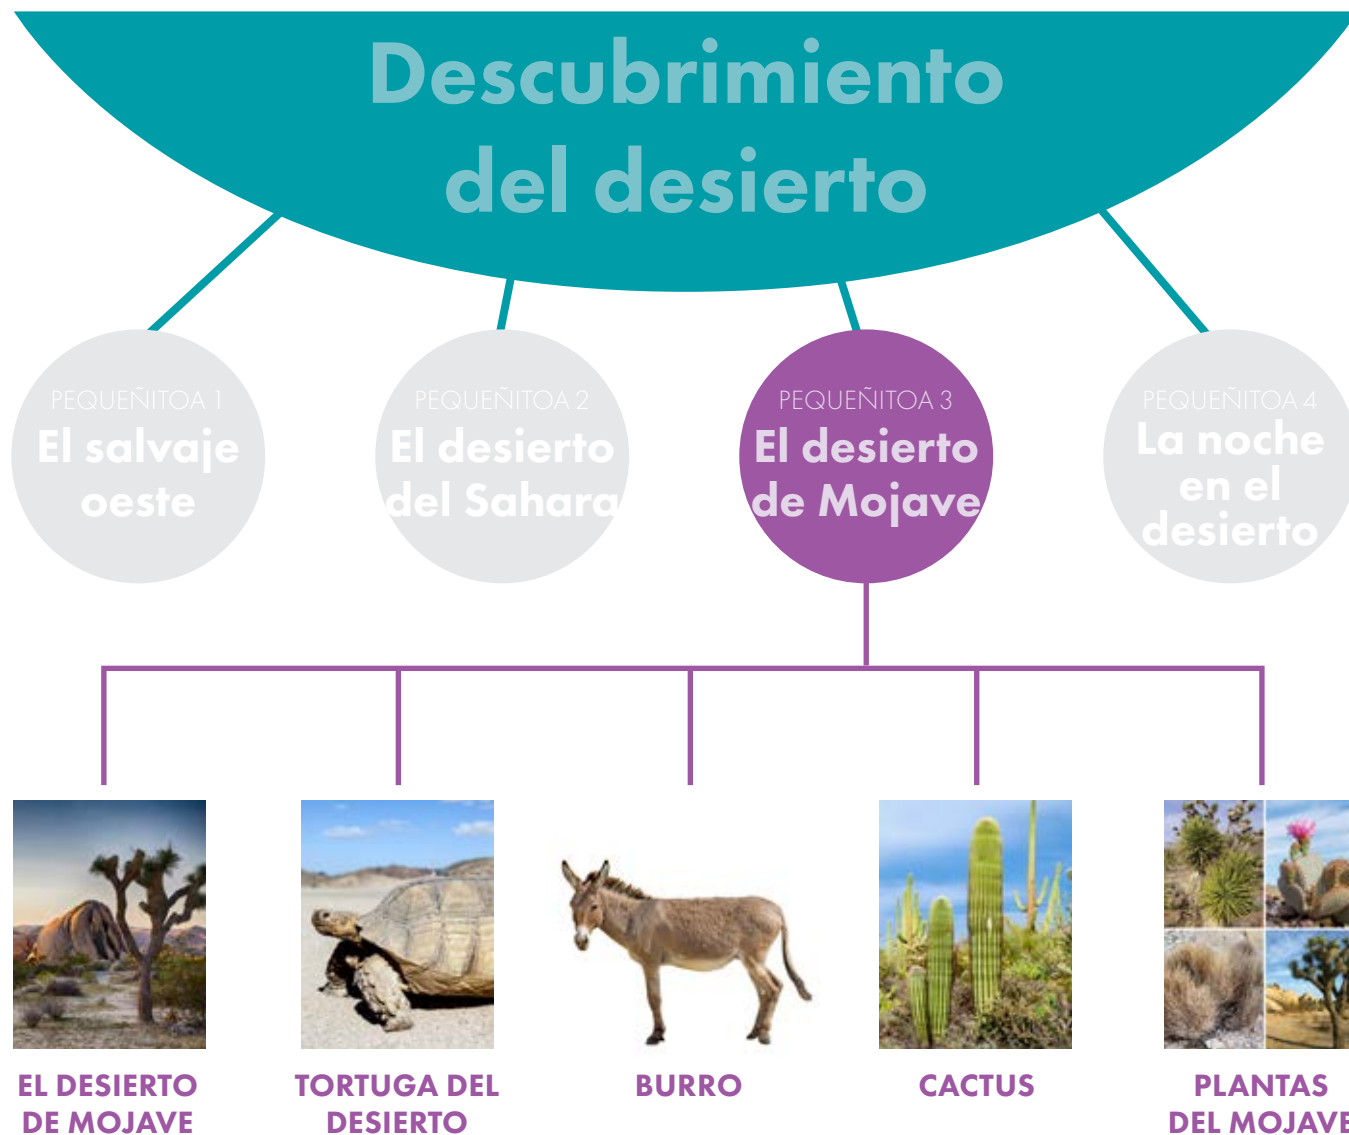 Descubrimiento
del desierto
PEQUEÑITOA 1
El salvaje
oeste
PEQUEÑITOA 2
El desierto
del Sahara
PEQUEÑITOA 3
El desierto
de Mojave
PEQUEÑITOA 4
La noche
en el
desierto
EL DESIERTO
DE MOJAVE
TORTUGA DEL
DESIERTO
BURRO
CACTUS
PLANTAS
DEL MOJAVE